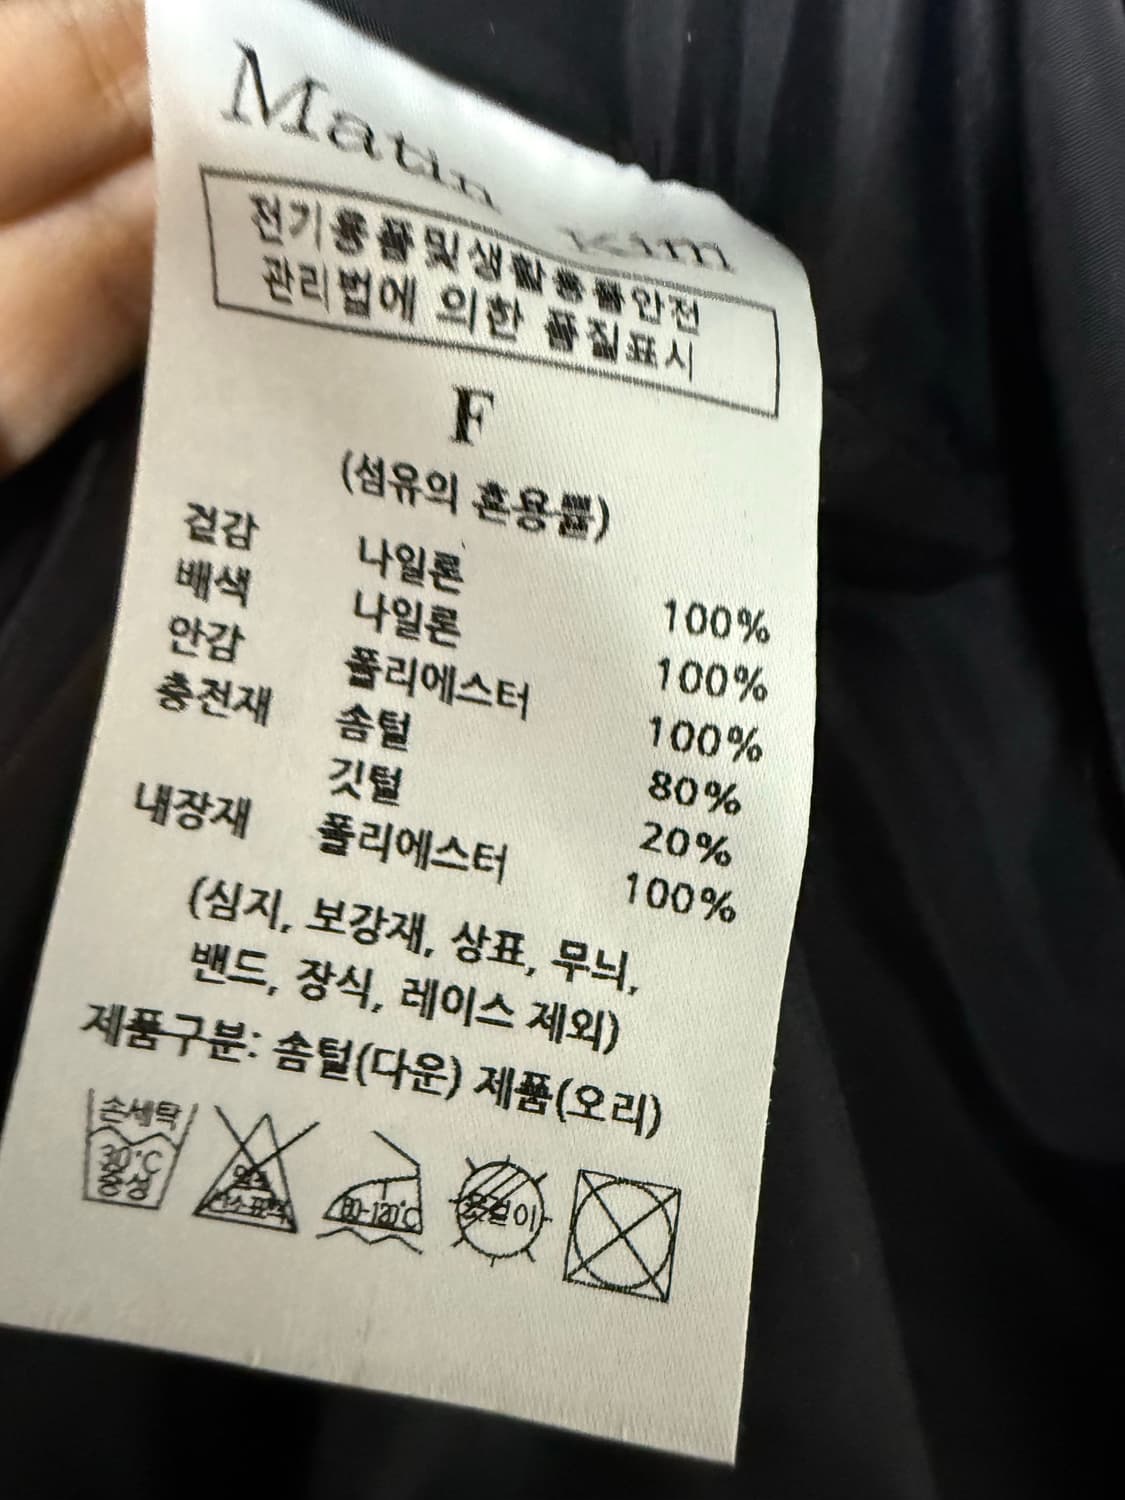 Matin Kim
전기용품및생활용품안전
관리법에 의한 품질표시
F
(섬유의 혼용률)
겉감 나일론 100%
배색 나일론 100%
안감 폴리에스터 100%
충전재 솜털 80%
깃털 20%
내장재 폴리에스터 100%
(심지, 보강재, 상표, 무늬,
밴드, 장식, 레이스 제외)
제품구분: 솜털(다운) 제품(오리)
손세탁
30°C
중성
산소표백
80-120°C
옷걸이